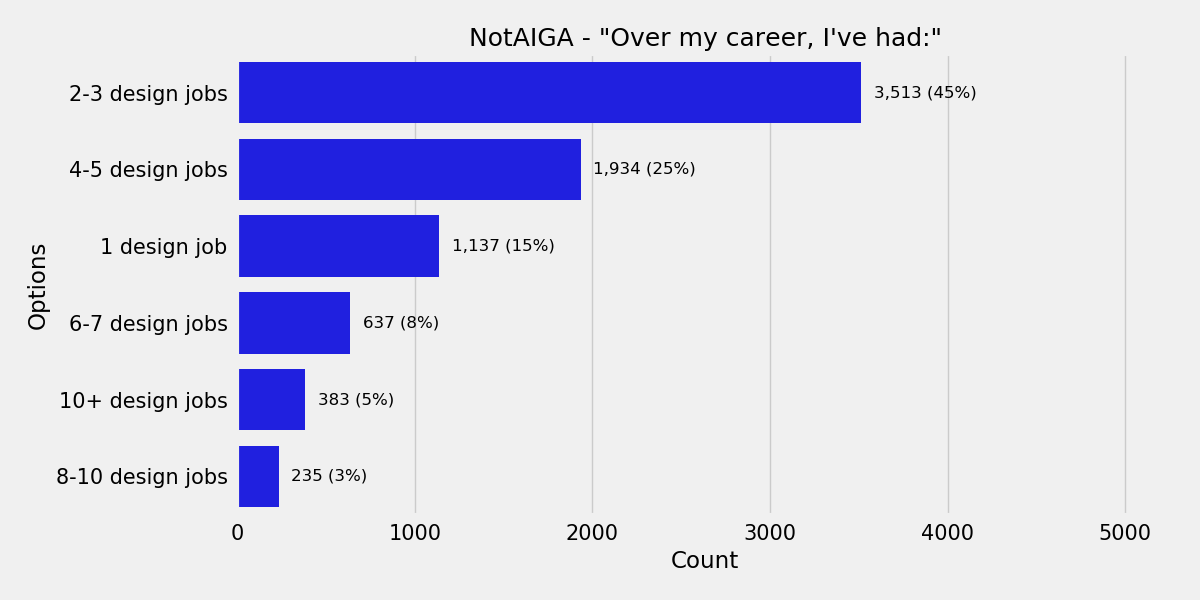 NotAIGA - "Over my career, I've had:"
2-3 design jobs
3,513 (45%)
4-5 design jobs
1,934 (25%)
1 design job
1,137 (15%)
6-7 design jobs
637 (8%)
10+ design jobs
383 (5%)
8-10 design jobs
235 (3%)
Options
0 1000 2000 3000 4000 5000
Count